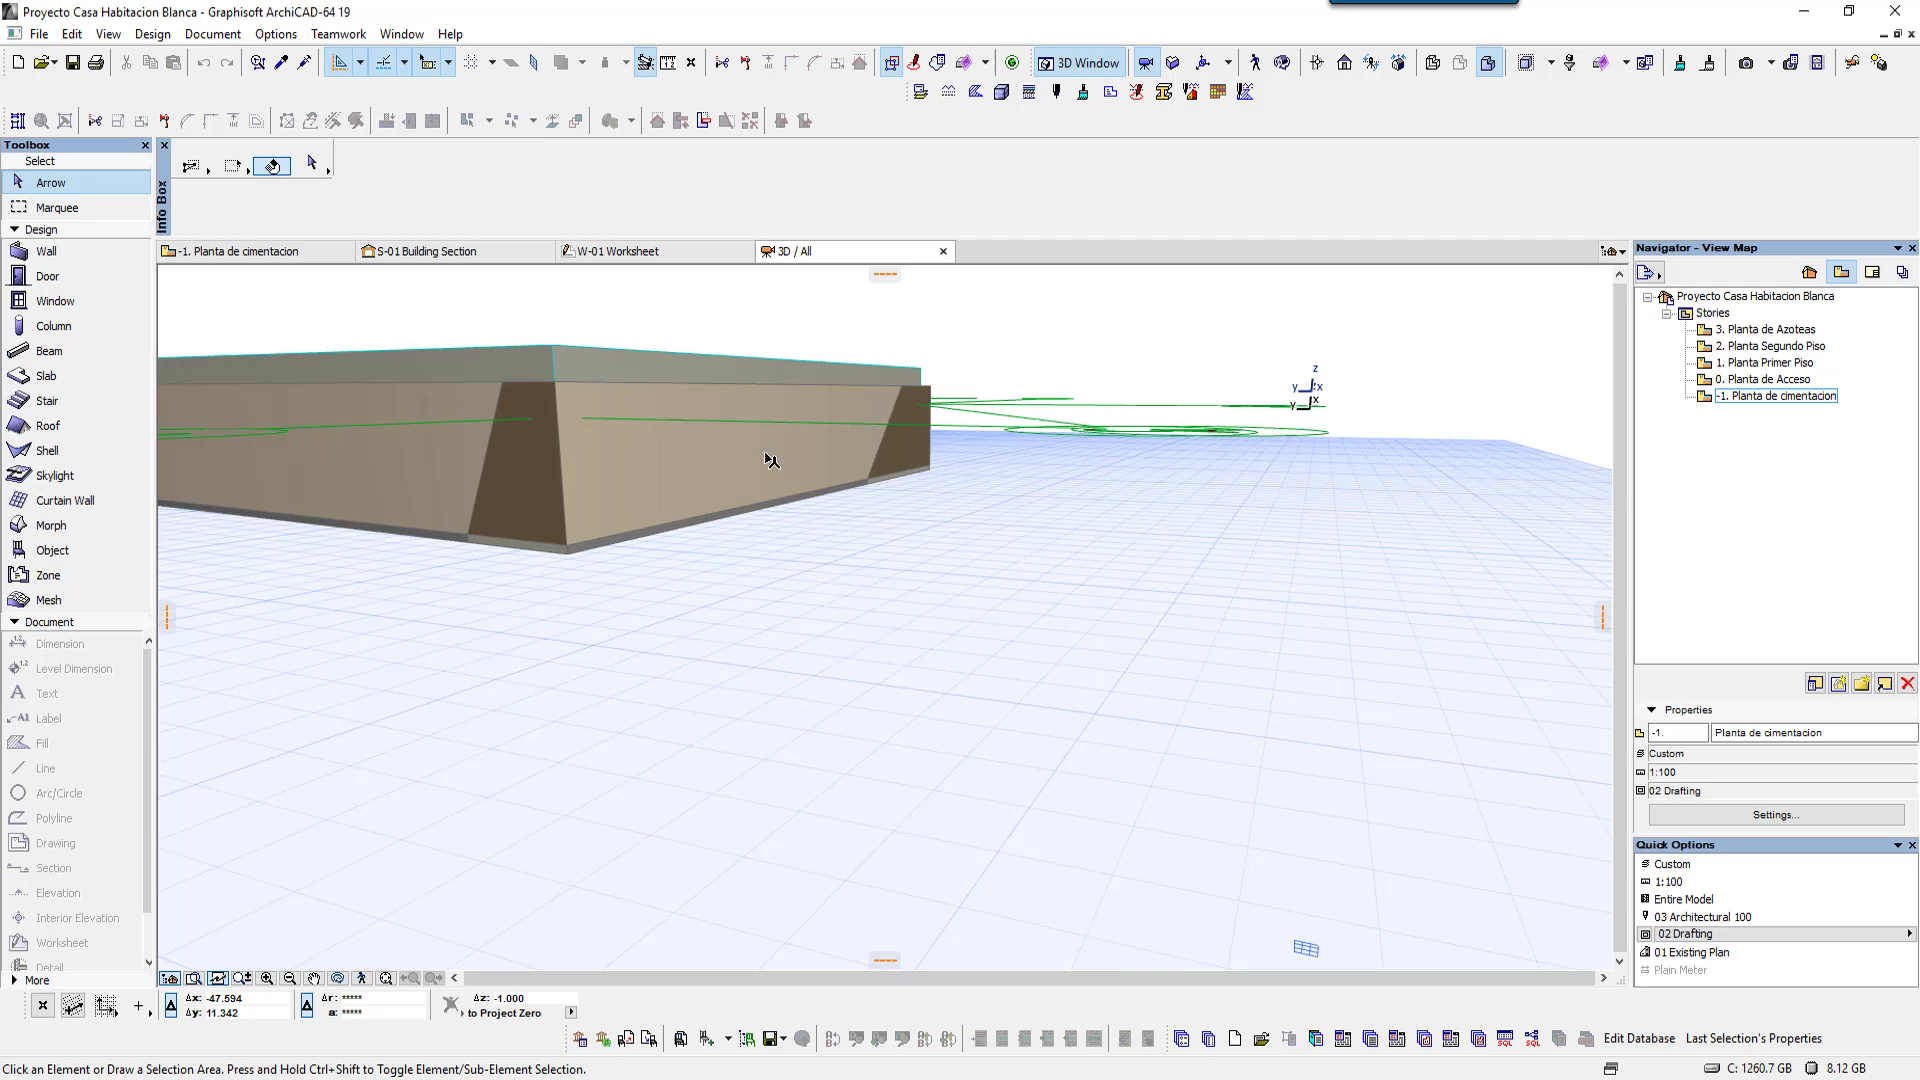 Proyecto Casa Habitacion Blanca - Graphisoft ArchiCAD-64 19
File Edit View Design Document Options Teamwork Window Help
3D Window
Toolbox
Select
Arrow
Marquee
Design
Wall
Door
Window
Column
Beam
Slab
Stair
Roof
Shell
Skylight
Curtain Wall
Morph
Object
Zone
Mesh
Document
Dimension
Level Dimension
Text
Label
Fill
Line
Arc/Circle
Polyline
Drawing
Section
Elevation
Interior Elevation
Worksheet
Detail
More
Info Box
-1. Planta de cimentacion
S-01 Building Section
W-01 Worksheet
3D / All
z
y x
y x
Navigator - View Map
Proyecto Casa Habitacion Blanca
Stories
3. Planta de Azoteas
2. Planta Segundo Piso
1. Planta Primer Piso
0. Planta de Acceso
-1. Planta de cimentacion
Properties
-1. Planta de cimentacion
Custom
1:100
02 Drafting
Settings...
Quick Options
Custom
1:100
Entire Model
03 Architectural 100
02 Drafting
01 Existing Plan
Plain Meter
Δx: -47.594
Δy: 11.342
Δr: *****
a: *****
Δz: -1.000
to Project Zero
Edit Database Last Selection's Properties
Click an Element or Draw a Selection Area. Press and Hold Ctrl+Shift to Toggle Element/Sub-Element Selection.
C: 1260.7 GB 8.12 GB